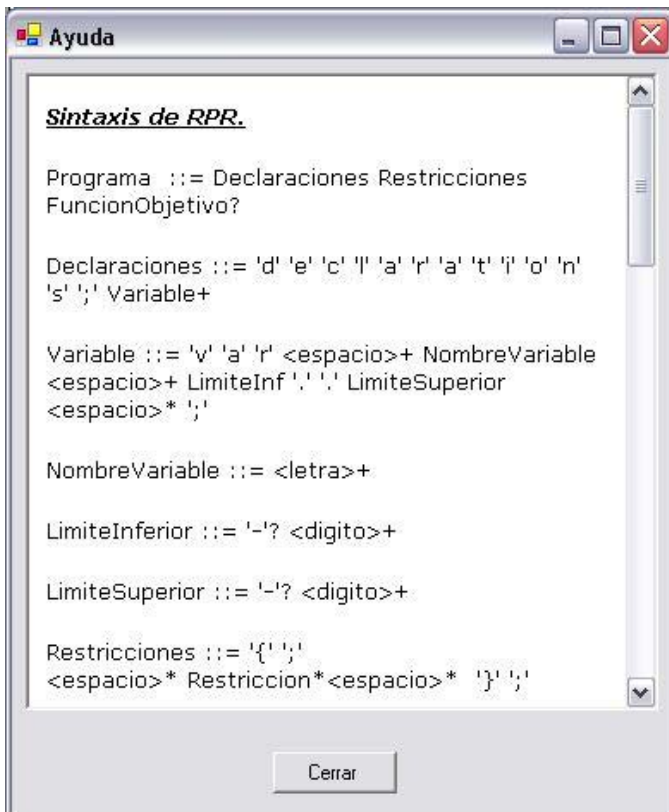 Ayuda
Sintaxis de RPR.
Programa ::= Declaraciones Restricciones
FuncionObjetivo?
Declaraciones ::= 'd' 'e' 'c' 'l' 'a' 'r' 'a' 't' 'i' 'o' 'n'
's' ';' Variable+
Variable ::= 'v' 'a' 'r' <espacio>+ NombreVariable
<espacio>+ LimiteInf '.' '.' LimiteSuperior
<espacio>* ';'
NombreVariable ::= <letra>+
LimiteInferior ::= '-'? <digito>+
LimiteSuperior ::= '-'? <digito>+
Restricciones ::= '{' ';'
<espacio>* Restriccion*<espacio>* '}' ';'
Cerrar